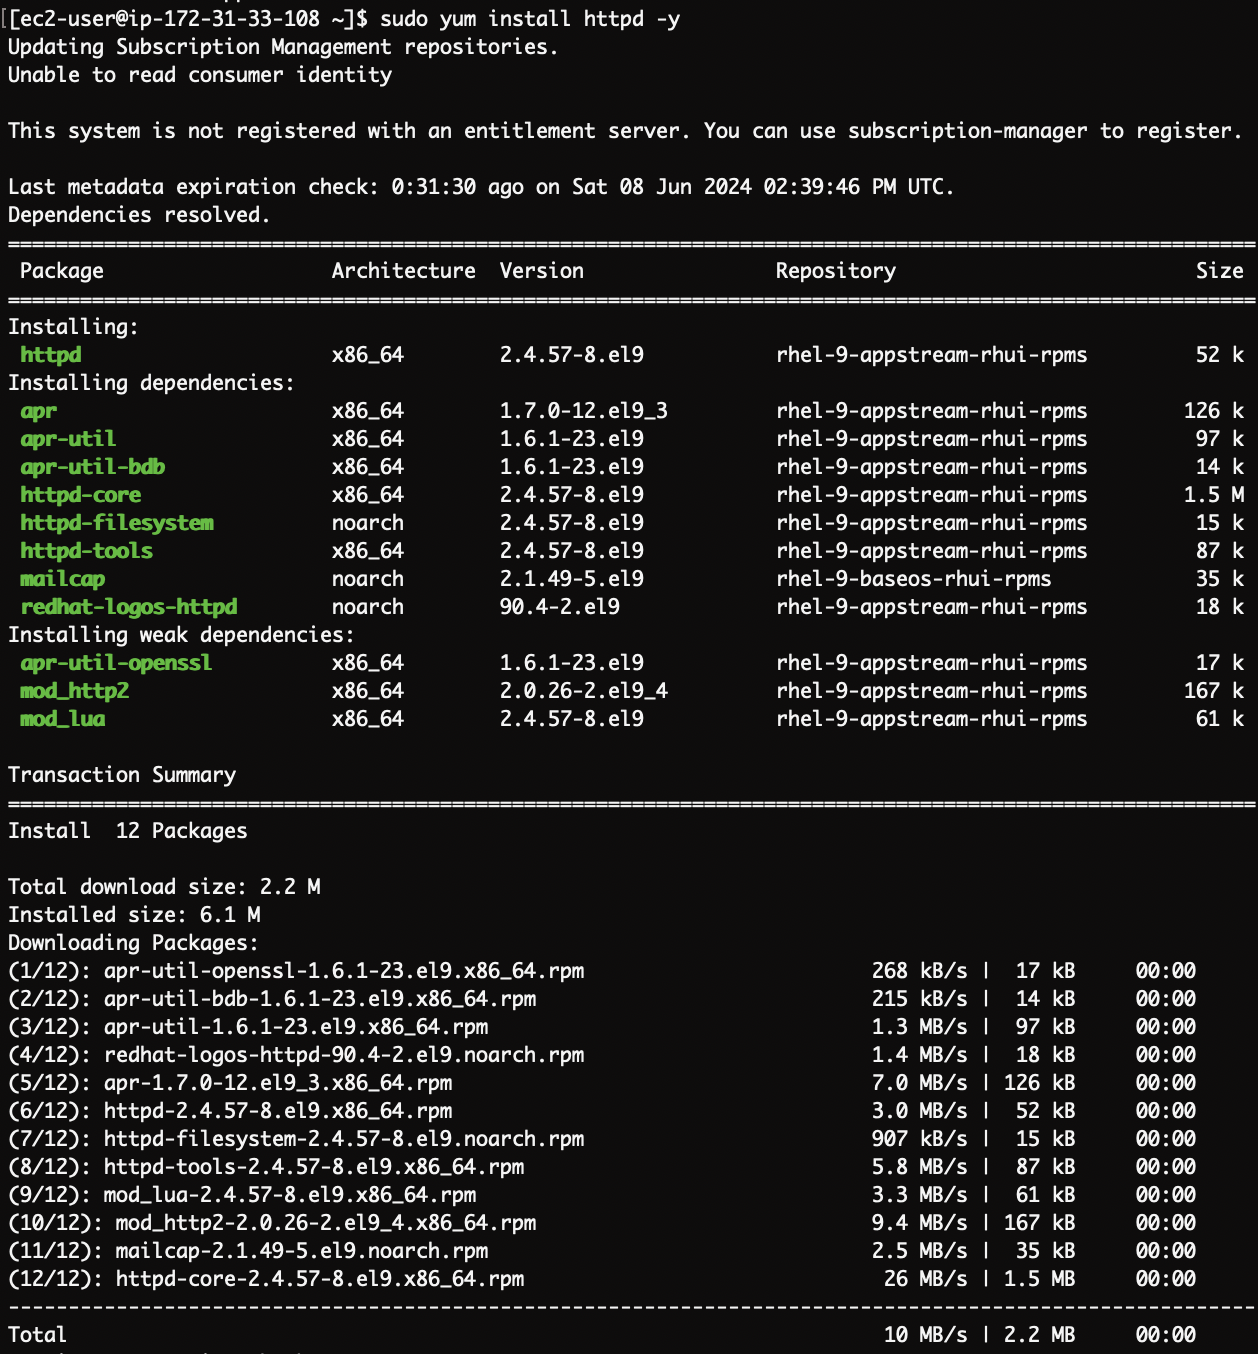 [[ec2-user@ip-172-31-33-108 ~]$ sudo yum install httpd -y
Updating Subscription Management repositories.
Unable to read consumer identity
This system is not registered with an entitlement server. You can use subscription-manager to register.
Last metadata expiration check: 0:31:30 ago on Sat 08 Jun 2024 02:39:46 PM UTC.
Dependencies resolved.
Package Architecture Version Repository Size
Installing:
httpd x86_64 2.4.57-8.el9 rhel-9-appstream-rhui-rpms 52 k
Installing dependencies:
apr x86_64 1.7.0-12.el9_3 rhel-9-appstream-rhui-rpms 126 k
apr-util x86_64 1.6.1-23.el9 rhel-9-appstream-rhui-rpms 97 k
apr-util-bdb x86_64 1.6.1-23.el9 rhel-9-appstream-rhui-rpms 14 k
httpd-core x86_64 2.4.57-8.el9 rhel-9-appstream-rhui-rpms 1.5 M
httpd-filesystem noarch 2.4.57-8.el9 rhel-9-appstream-rhui-rpms 15 k
httpd-tools x86_64 2.4.57-8.el9 rhel-9-appstream-rhui-rpms 87 k
mailcap noarch 2.1.49-5.el9 rhel-9-baseos-rhui-rpms 35 k
redhat-logos-httpd noarch 90.4-2.el9 rhel-9-appstream-rhui-rpms 18 k
Installing weak dependencies:
apr-util-openssl x86_64 1.6.1-23.el9 rhel-9-appstream-rhui-rpms 17 k
mod_http2 x86_64 2.0.26-2.el9_4 rhel-9-appstream-rhui-rpms 167 k
mod_lua x86_64 2.4.57-8.el9 rhel-9-appstream-rhui-rpms 61 k
Transaction Summary
Install 12 Packages
Total download size: 2.2 M
Installed size: 6.1 M
Downloading Packages:
(1/12): apr-util-openssl-1.6.1-23.el9.x86_64.rpm 268 kB/s | 17 kB 00:00
(2/12): apr-util-bdb-1.6.1-23.el9.x86_64.rpm 215 kB/s | 14 kB 00:00
(3/12): apr-util-1.6.1-23.el9.x86_64.rpm 1.3 MB/s | 97 kB 00:00
(4/12): redhat-logos-httpd-90.4-2.el9.noarch.rpm 1.4 MB/s | 18 kB 00:00
(5/12): apr-1.7.0-12.el9_3.x86_64.rpm 7.0 MB/s | 126 kB 00:00
(6/12): httpd-2.4.57-8.el9.x86_64.rpm 3.0 MB/s | 52 kB 00:00
(7/12): httpd-filesystem-2.4.57-8.el9.noarch.rpm 907 kB/s | 15 kB 00:00
(8/12): httpd-tools-2.4.57-8.el9.x86_64.rpm 5.8 MB/s | 87 kB 00:00
(9/12): mod_lua-2.4.57-8.el9.x86_64.rpm 3.3 MB/s | 61 kB 00:00
(10/12): mod_http2-2.0.26-2.el9_4.x86_64.rpm 9.4 MB/s | 167 kB 00:00
(11/12): mailcap-2.1.49-5.el9.noarch.rpm 2.5 MB/s | 35 kB 00:00
(12/12): httpd-core-2.4.57-8.el9.x86_64.rpm 26 MB/s | 1.5 MB 00:00
Total 10 MB/s | 2.2 MB 00:00